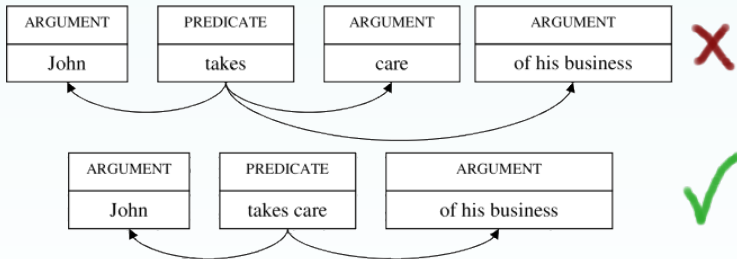 ARGUMENT PREDICATE ARGUMENT ARGUMENT
John takes care of his business
ARGUMENT PREDICATE ARGUMENT
John takes care of his business